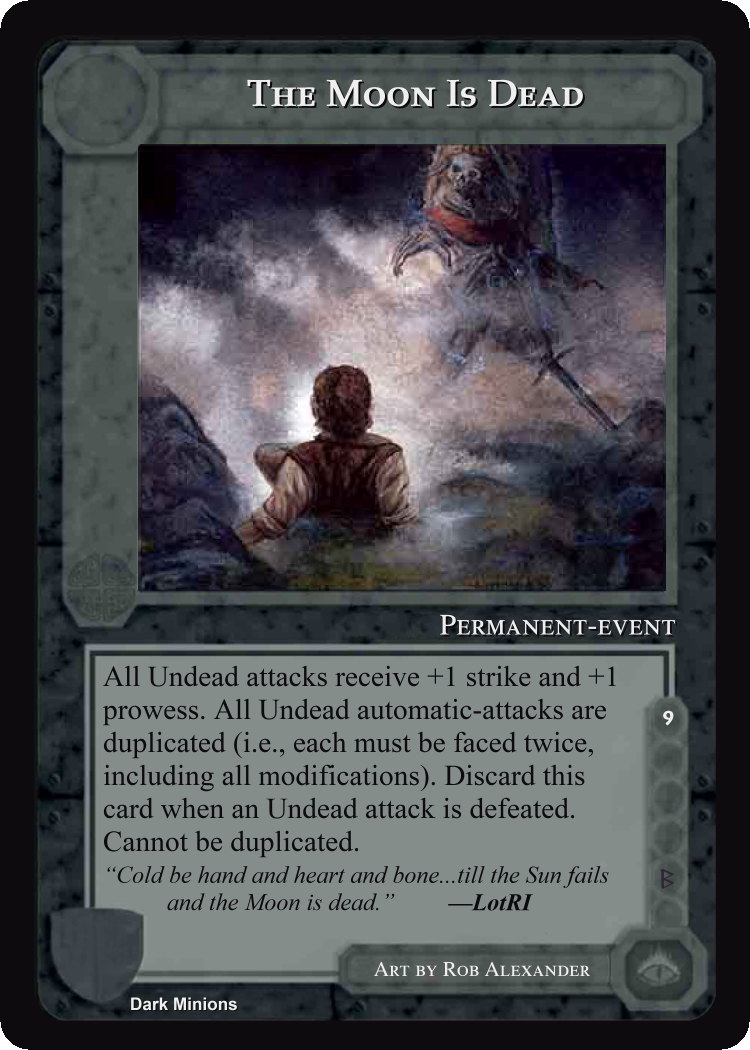 The Moon Is Dead
Permanent-event
All Undead attacks receive +1 strike and +1
prowess. All Undead automatic-attacks are
duplicated (i.e., each must be faced twice,
including all modifications). Discard this
card when an Undead attack is defeated.
Cannot be duplicated.
“Cold be hand and heart and bone...till the Sun fails
and the Moon is dead.” —LotRI
9
Art by Rob Alexander
Dark Minions